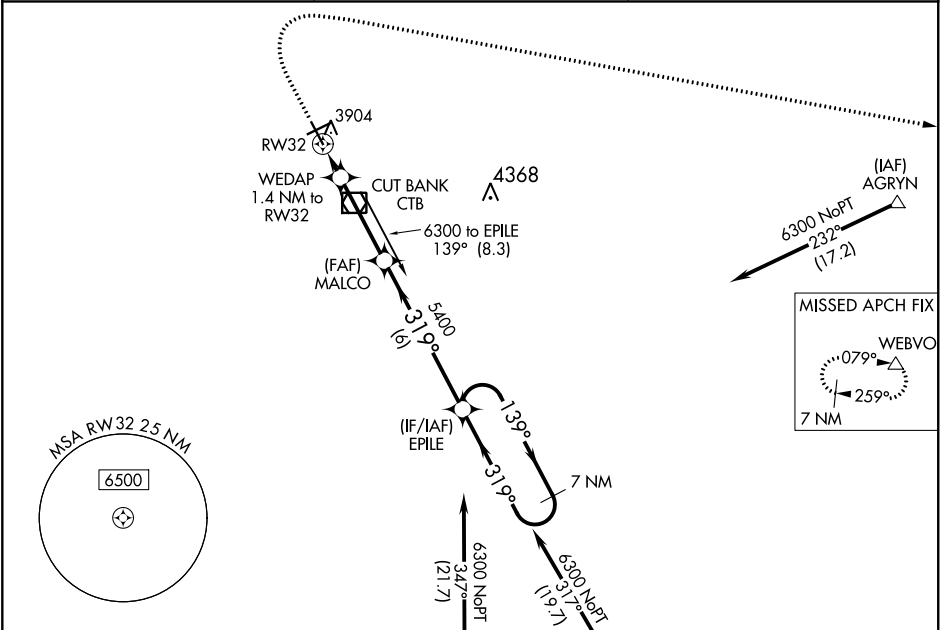 3904
RW32
WEDAP
1.4 NM to
RW32
CUT BANK
CTB
4368
6300 to EPILE
139° (8.3)
(FAF)
MALCO
(IAF)
AGRYN
6300 NoPT
232°
(17.2)
5400
319°
(6)
MISSED APCH FIX
WEBVO
079°
259°
7 NM
(IF/IAF)
EPILE
139°
319°
7 NM
MSA RW32 25 NM
6500
6300 NoPT
347°
(21.7)
6300 NoPT
317°
(19.7)